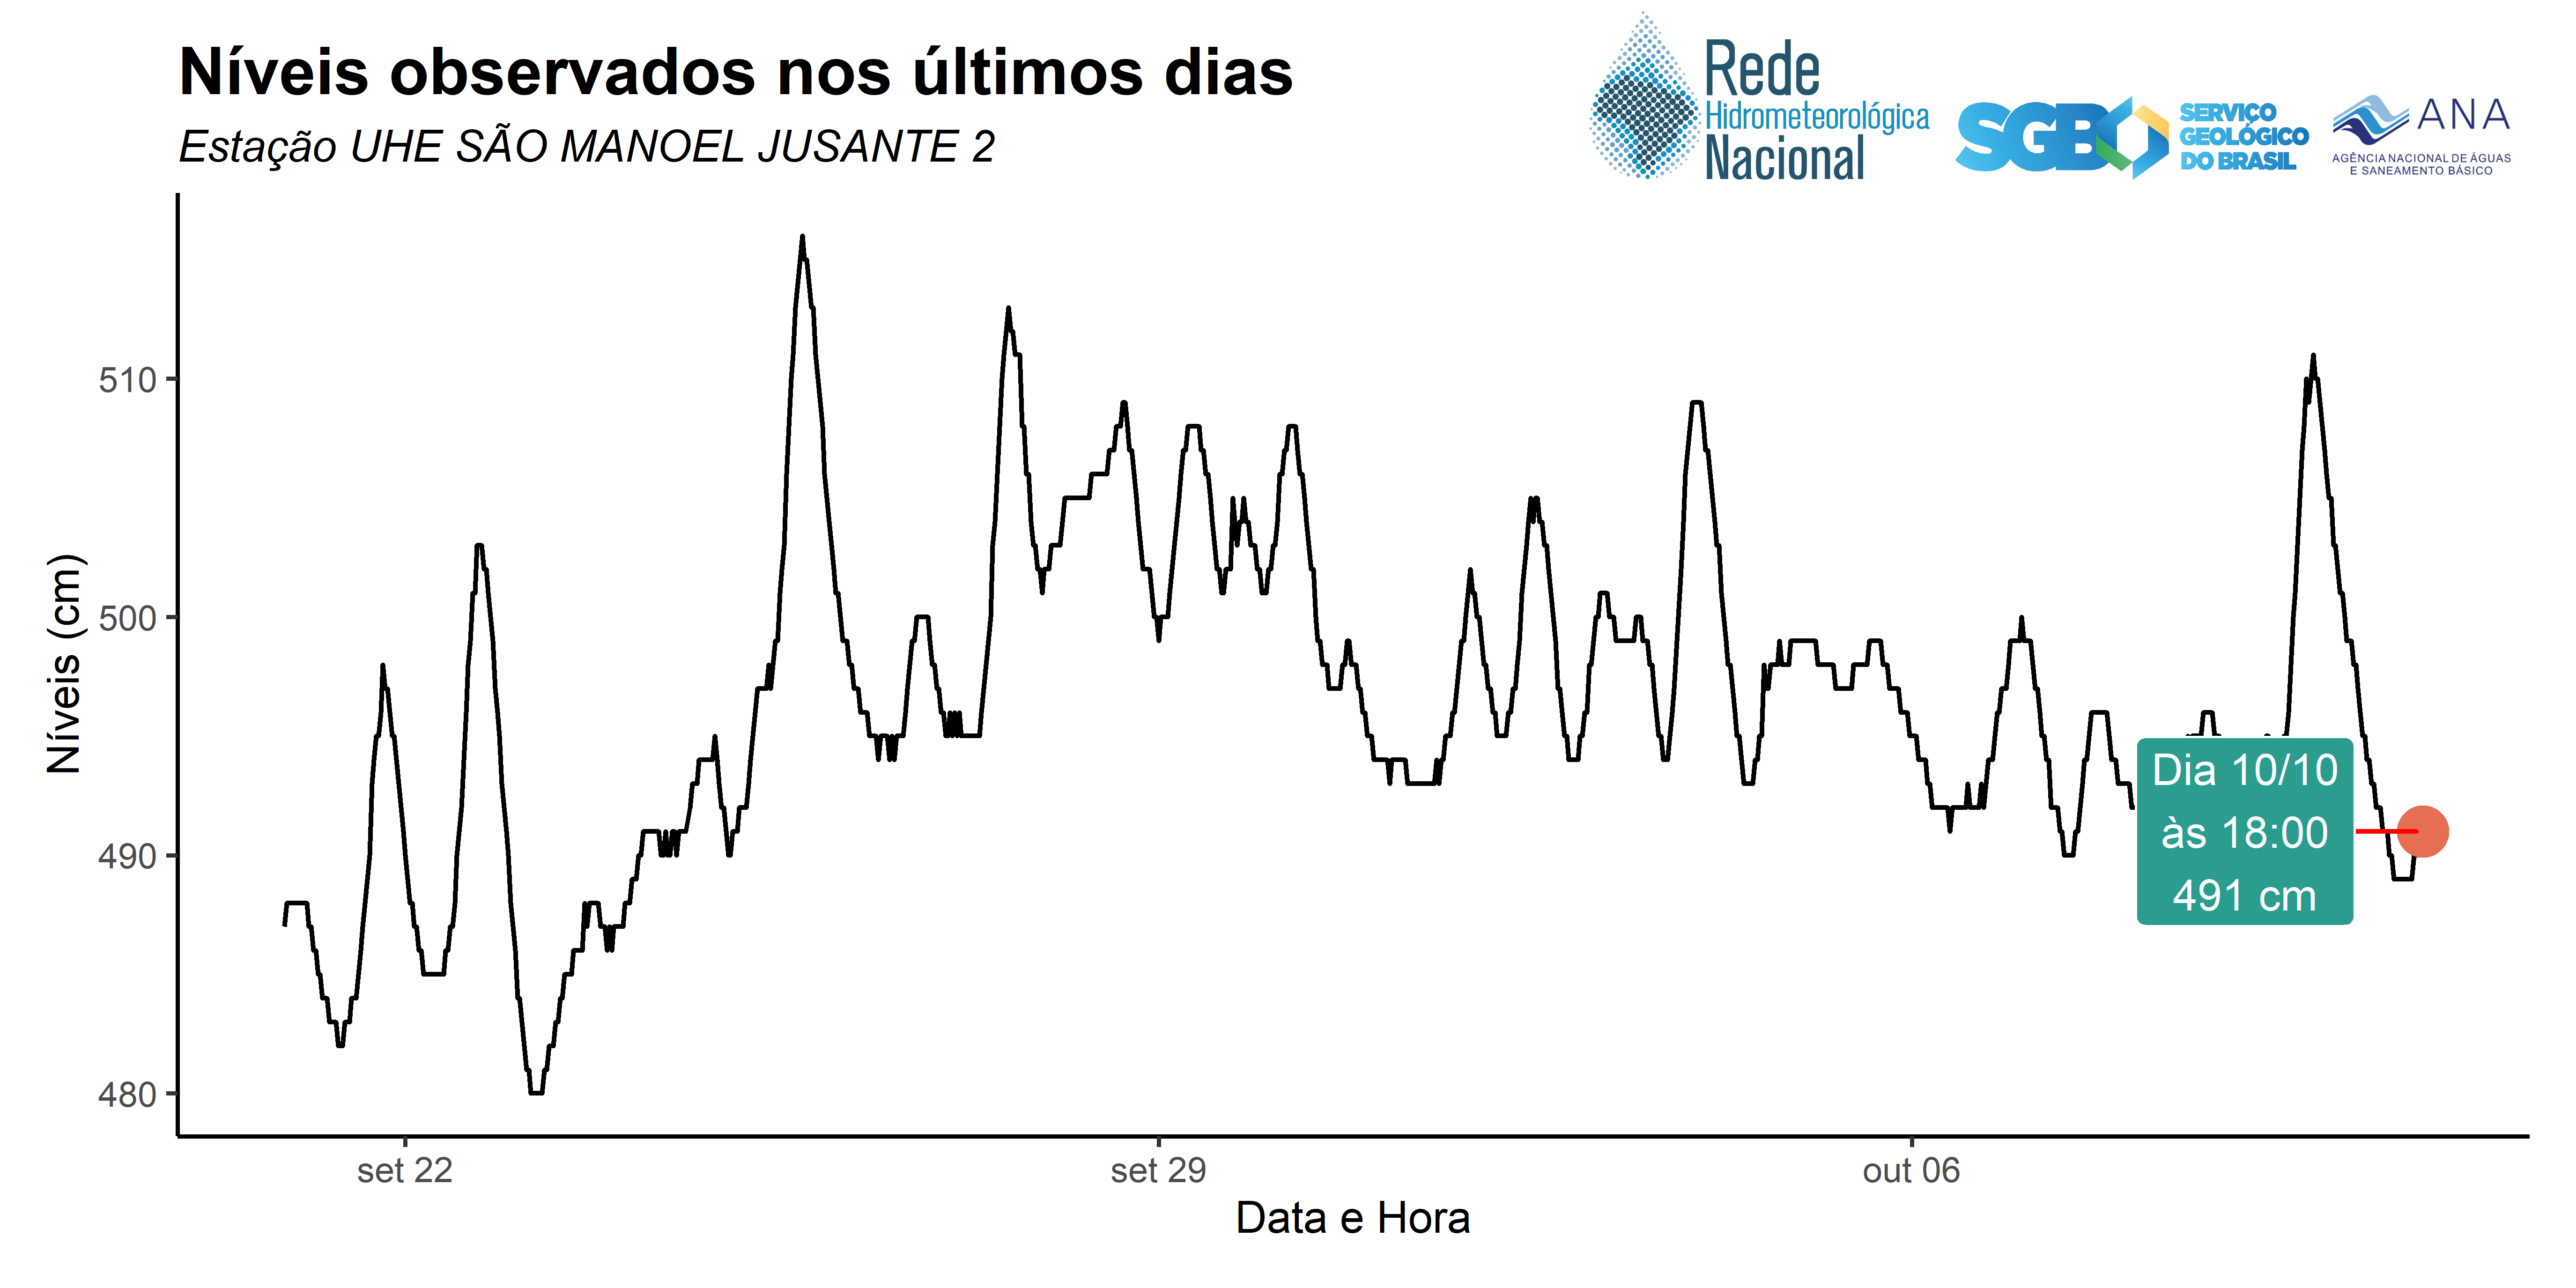 Níveis observados nos últimos dias
Estação UHE SÃO MANOEL JUSANTE 2
Rede
Hidrometeorológica
Nacional
SGB
SERVIÇO
GEOLÓGICO
DO BRASIL
ANA
AGÊNCIA NACIONAL DE ÁGUAS
E SANEAMENTO BÁSICO
Níveis (cm)
510
500
490
480
Dia 10/10
às 18:00
491 cm
set 22
set 29
out 06
Data e Hora